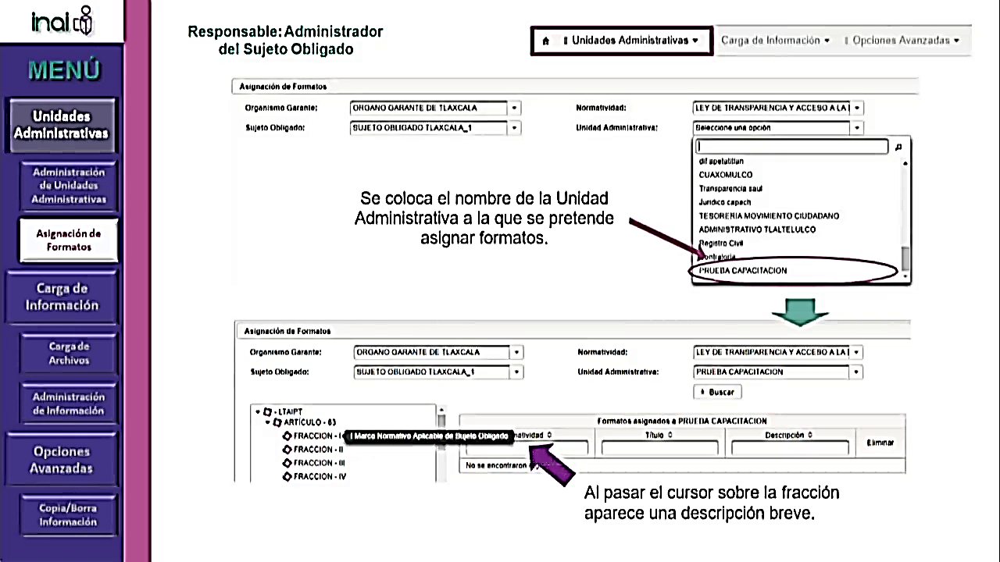 inai
MENÚ
Unidades
Administrativas
Administración
de Unidades
Administrativas
Asignación de
Formatos
Carga de
Información
Carga de
Archivos
Administración
de Información
Opciones
Avanzadas
Copia/Borra
Información
Responsable: Administrador
del Sujeto Obligado
Unidades Administrativas
Carga de Información
Opciones Avanzadas
Asignación de Formatos
Organismo Garante: ORGANO GARANTE DE TLAXCALA
Normatividad: LEY DE TRANSPARENCIA Y ACCESO A LA
Sujeto Obligado: SUJETO OBLIGADO TLAXCALA_1
Unidad Administrativa: Seleccione una opción
CUAXOMULCO
Transparencia saul
Juridico capach
TESORERIA MOVIMIENTO CIUDADANO
ADMINISTRATIVO TLALTELULCO
Registro Civil
Contraloria
PRUEBA CAPACITACION
Se coloca el nombre de la Unidad
Administrativa a la que se pretende
asignar formatos.
Asignación de Formatos
Organismo Garante: ORGANO GARANTE DE TLAXCALA
Normatividad: LEY DE TRANSPARENCIA Y ACCESO A LA
Sujeto Obligado: SUJETO OBLIGADO TLAXCALA_1
Unidad Administrativa: PRUEBA CAPACITACION
Buscar
- LTAIPT
ARTÍCULO - 63
FRACCION - I
I Marco Normativo Aplicable de Sujeto Obligado
FRACCION - II
FRACCION - III
FRACCION - IV
Formatos asignados a PRUEBA CAPACITACION
matividad
Título
Descripción
Eliminar
No se encontraron
Al pasar el cursor sobre la fracción
aparece una descripción breve.